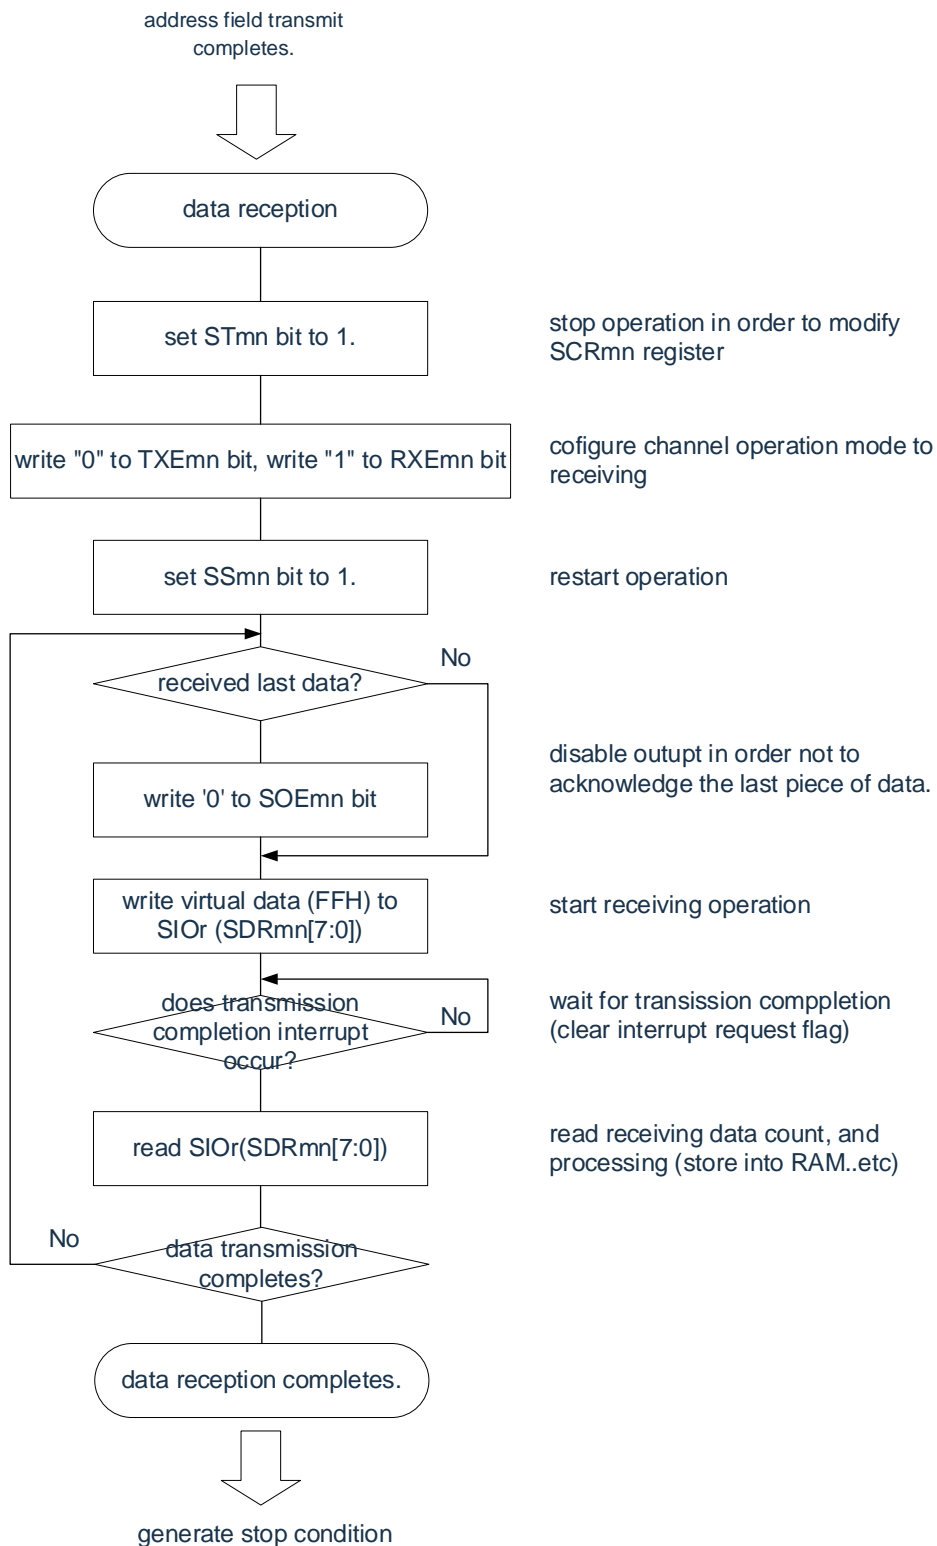 address field transmit
completes.
data reception
set STmn bit to 1.
stop operation in order to modify
SCRmn register
write "0" to TXEmn bit, write "1" to RXEmn bit
cofigure channel operation mode to
receiving
set SSmn bit to 1.
restart operation
No
received last data?
disable outupt in order not to
acknowledge the last piece of data.
write '0' to SOEmn bit
write virtual data (FFH) to
SIOr (SDRmn[7:0])
start receiving operation
does transmission
completion interrupt
occur?
No
wait for transission comppletion
(clear interrupt request flag)
read SIOr(SDRmn[7:0])
read receiving data count, and
processing (store into RAM..etc)
No
data transmission
completes?
data reception completes.
generate stop condition